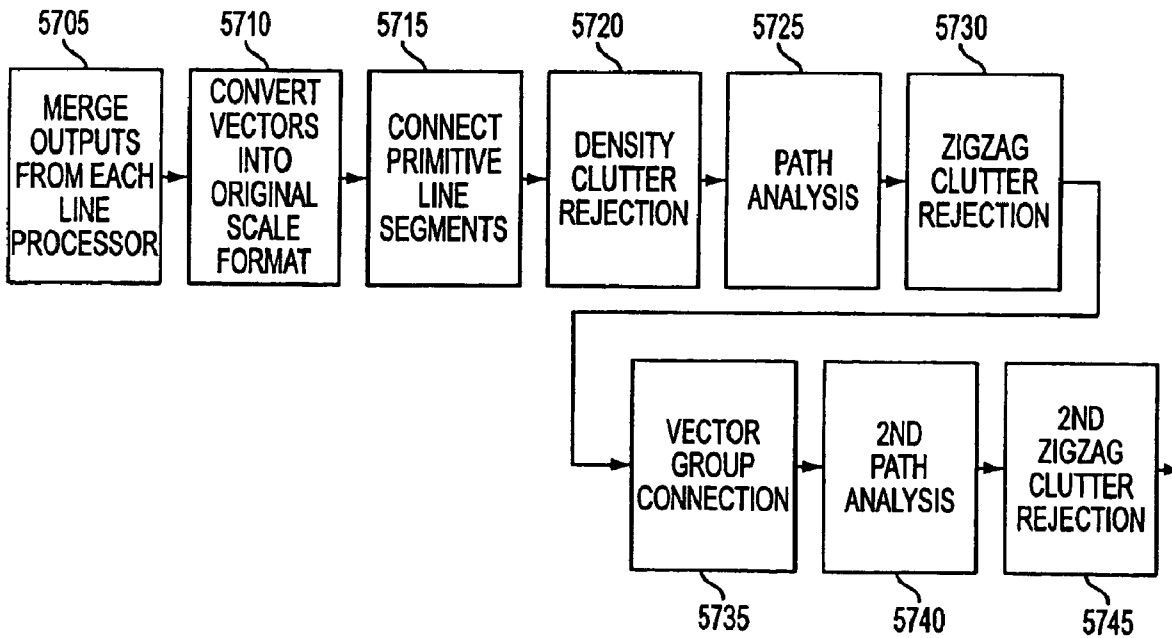 5705
5710
5715
5720
5725
5730
MERGE
OUTPUTS
FROM EACH
LINE
PROCESSOR
CONVERT
VECTORS
INTO
ORIGINAL
SCALE
FORMAT
CONNECT
PRIMITIVE
LINE
SEGMENTS
DENSITY
CLUTTER
REJECTION
PATH
ANALYSIS
ZIGZAG
CLUTTER
REJECTION
VECTOR
GROUP
CONNECTION
2ND
PATH
ANALYSIS
2ND
ZIGZAG
CLUTTER
REJECTION
5735
5740
5745